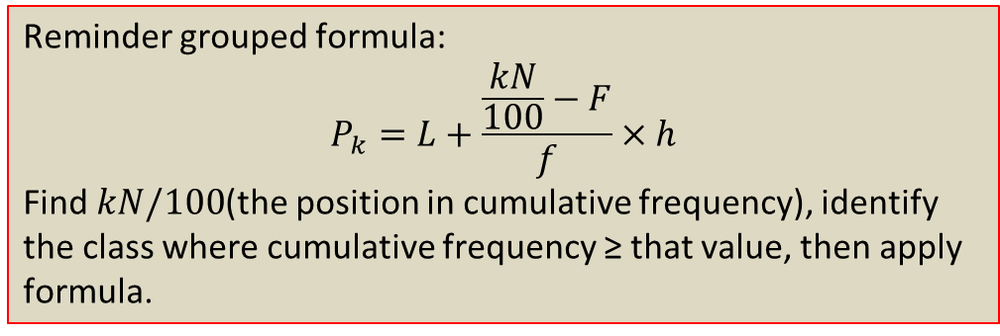 Reminder grouped formula:
P_k = L + \frac{\frac{kN}{100} - F}{f} × h
Find kN/100(the position in cumulative frequency), identify
the class where cumulative frequency ≥ that value, then apply
formula.